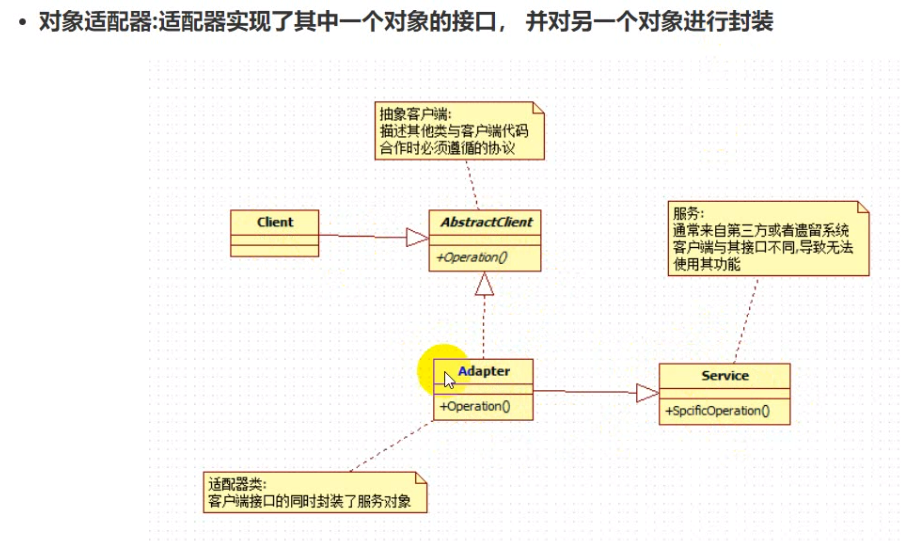 • 对象适配器:适配器实现了其中一个对象的接口， 并对另一个对象进行封装
抽象客户端:
描述其他类与客户端代码
合作时必须遵循的协议
Client
AbstractClient
+Operation()
服务:
通常来自第三方或者遗留系统
客户端与其接口不同,导致无法
使用其功能
Adapter
+Operation()
Service
+SpcificOperation()
适配器类:
客户端接口的同时封装了服务对象